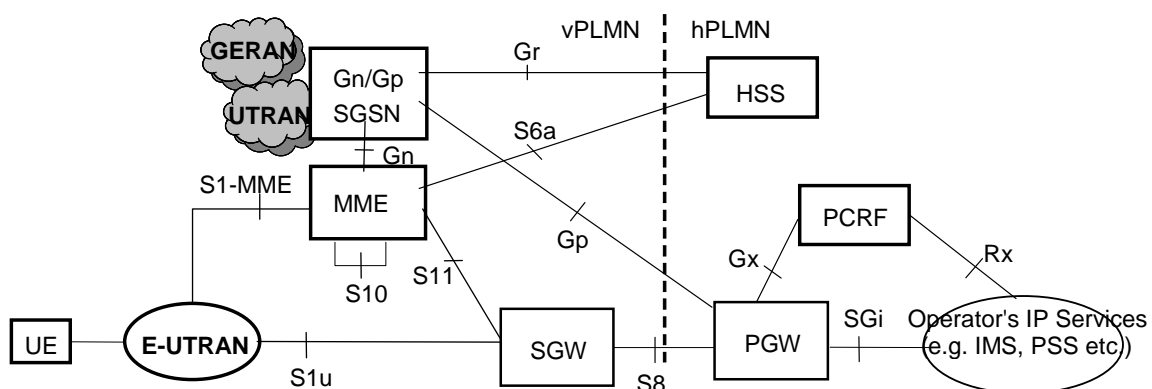 vPLMN
hPLMN
GERAN
Gr
Gn/Gp
SGSN
HSS
UTRAN
S6a
Gn
S1-MME
MME
PCRF
Gp
Gx
Rx
S11
S10
SGi
Operator's IP Services
e.g. IMS, PSS etc.)
UE
E-UTRAN
SGW
PGW
S1u
S8